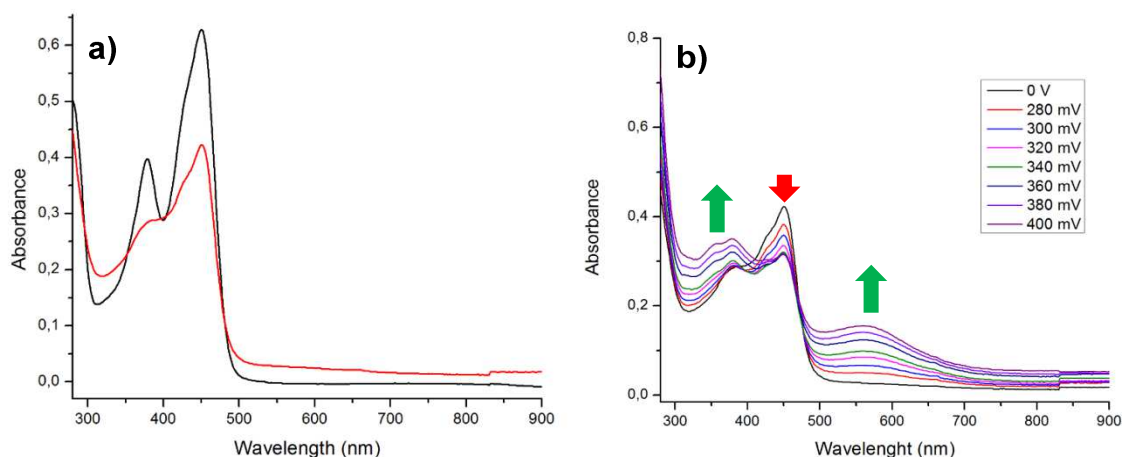 a)
Absorbance
0,6
0,5
0,4
0,3
0,2
0,1
0,0
300 400 500 600 700 800 900
Wavelength (nm)
b)
Absorbance
0,8
0,6
0,4
0,2
0,0
300 400 500 600 700 800 900
Wavelenght (nm)
0 V
280 mV
300 mV
320 mV
340 mV
360 mV
380 mV
400 mV